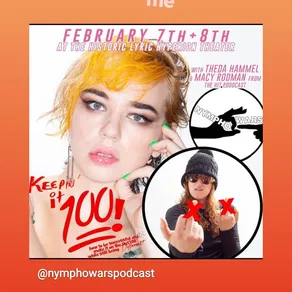 me
FEBRUARY 7TH + 8TH
AT THE HISTORIC LYRIC HYPERION THEATER
WITH THEDA HAMMEL
MACY RODMAN FROM
THE HIT PODCAST
NYMPHOWARS
KEEPIN'
it
100!
X X
@nymphowarspodcast